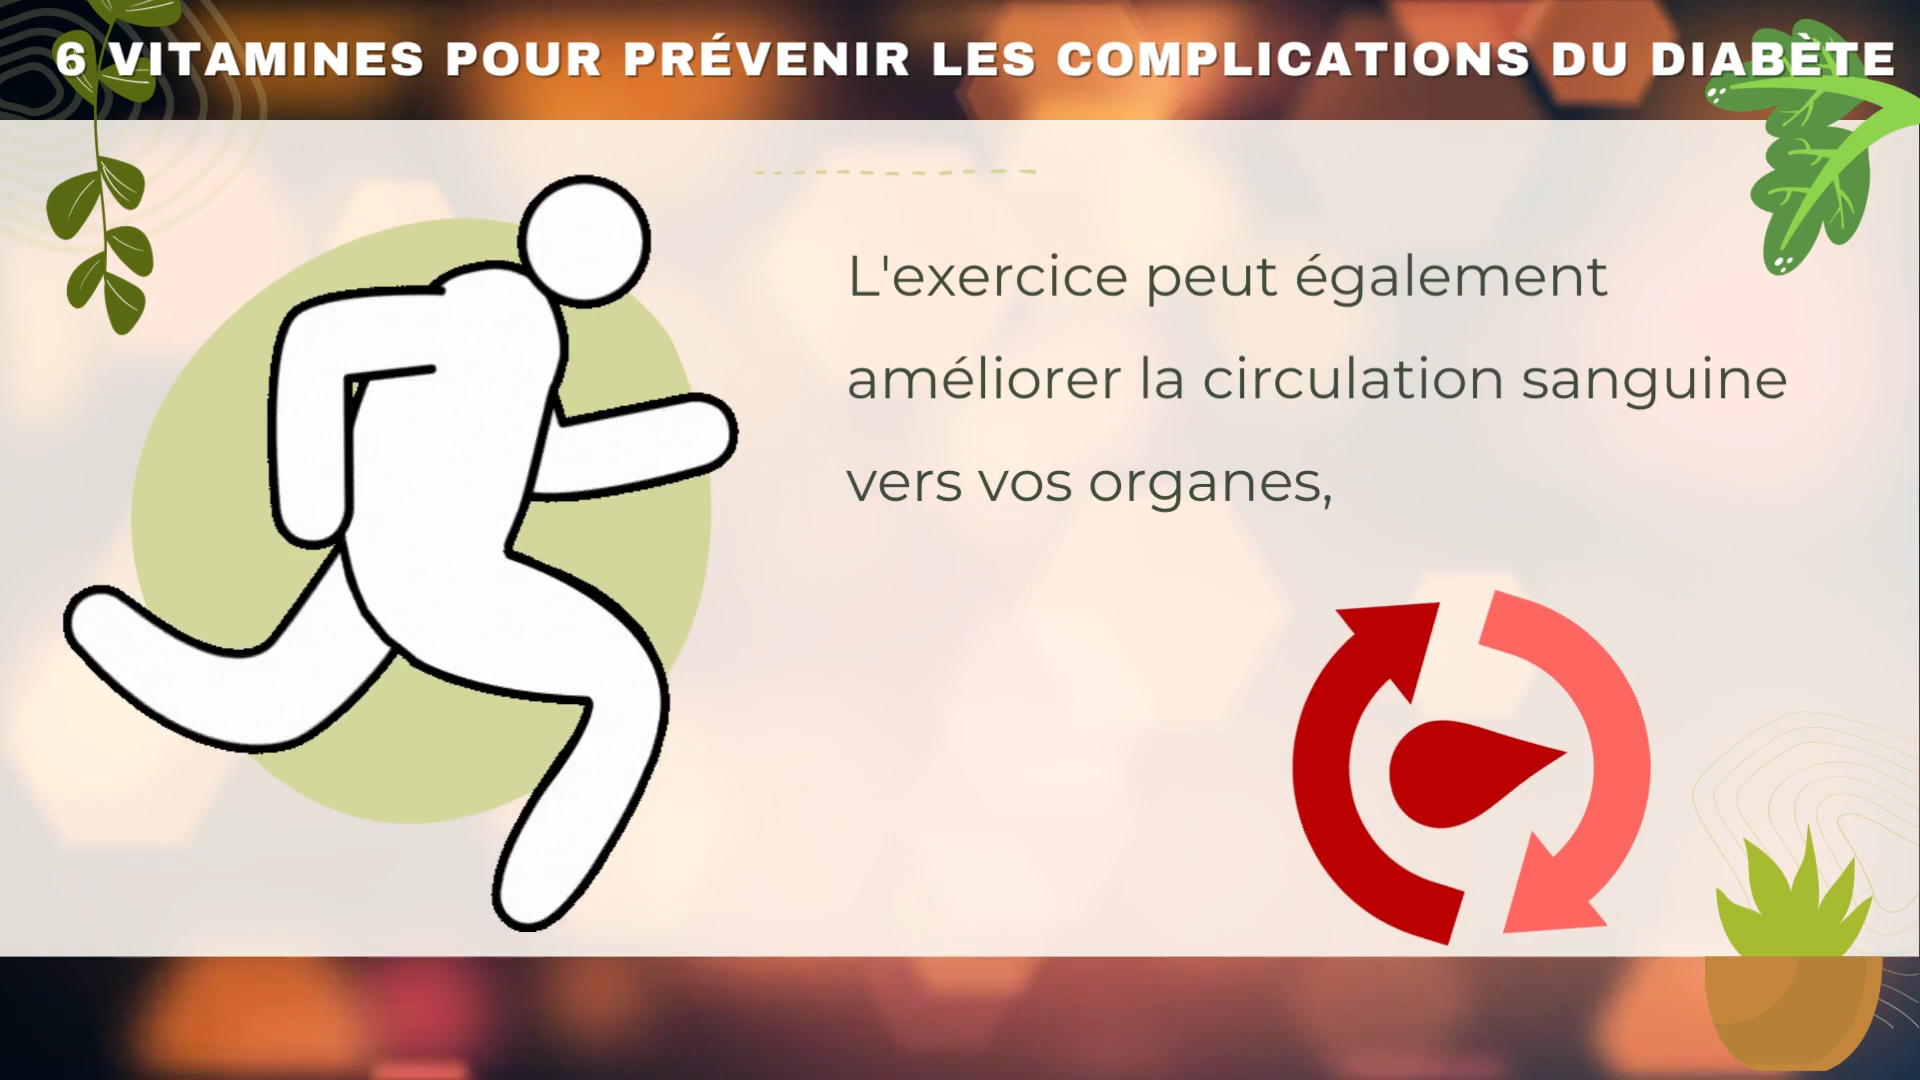 6 VITAMINES POUR PRÉVENIR LES COMPLICATIONS DU DIABÈTE
L'exercice peut également
améliorer la circulation sanguine
vers vos organes,